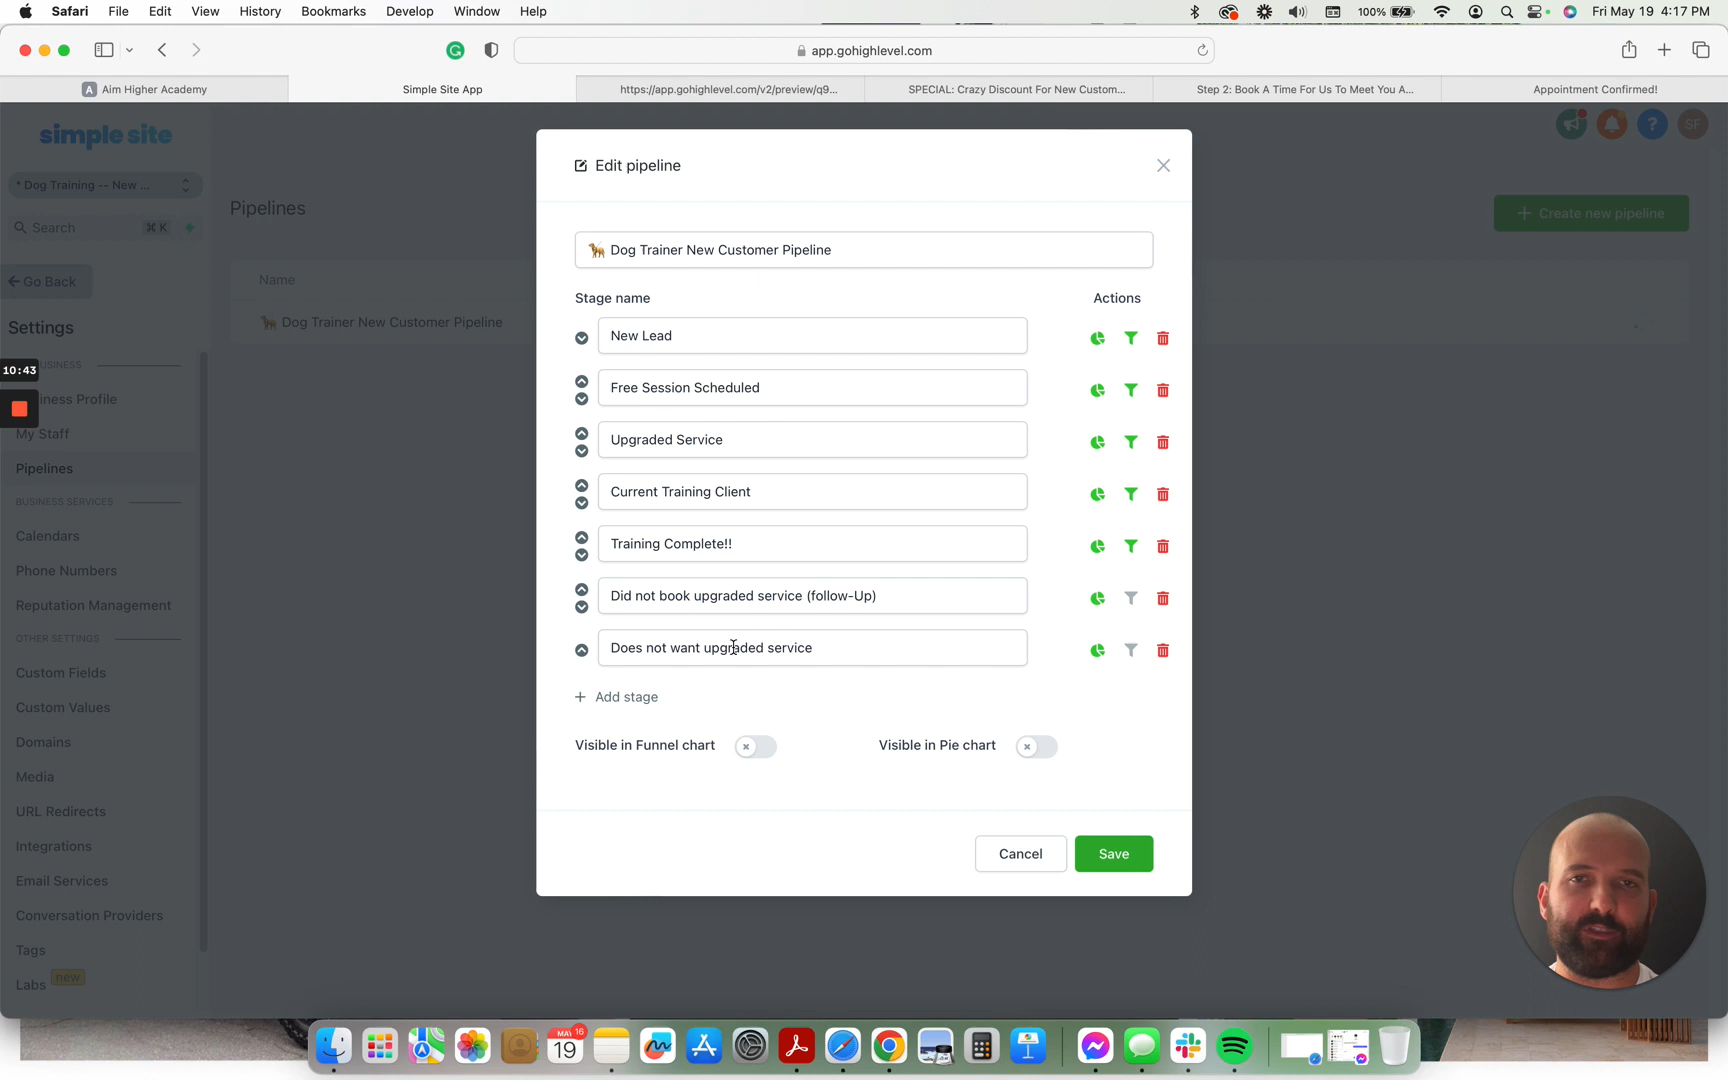 Safari File Edit View History Bookmarks Develop Window Help
100% Fri May 19 4:17 PM
app.gohighlevel.com
Aim Higher Academy
Simple Site App
https://app.gohighlevel.com/v2/preview/q9...
SPECIAL: Crazy Discount For New Custom...
Step 2: Book A Time For Us To Meet You A...
Appointment Confirmed!
simple site
* Dog Training -- New ...
Search ⌘ K
Go Back
Settings
10:43
USINESS
iness Profile
My Staff
Pipelines
BUSINESS SERVICES
Calendars
Phone Numbers
Reputation Management
OTHER SETTINGS
Custom Fields
Custom Values
Domains
Media
URL Redirects
Integrations
Email Services
Conversation Providers
Tags
Labs new
Pipelines
+ Create new pipeline
SF
Name
Dog Trainer New Customer Pipeline
Edit pipeline
Dog Trainer New Customer Pipeline
Stage name Actions
New Lead
Free Session Scheduled
Upgraded Service
Current Training Client
Training Complete!!
Did not book upgraded service (follow-Up)
Does not want upgraded service
+ Add stage
Visible in Funnel chart Visible in Pie chart
Cancel Save
MAY 16
19